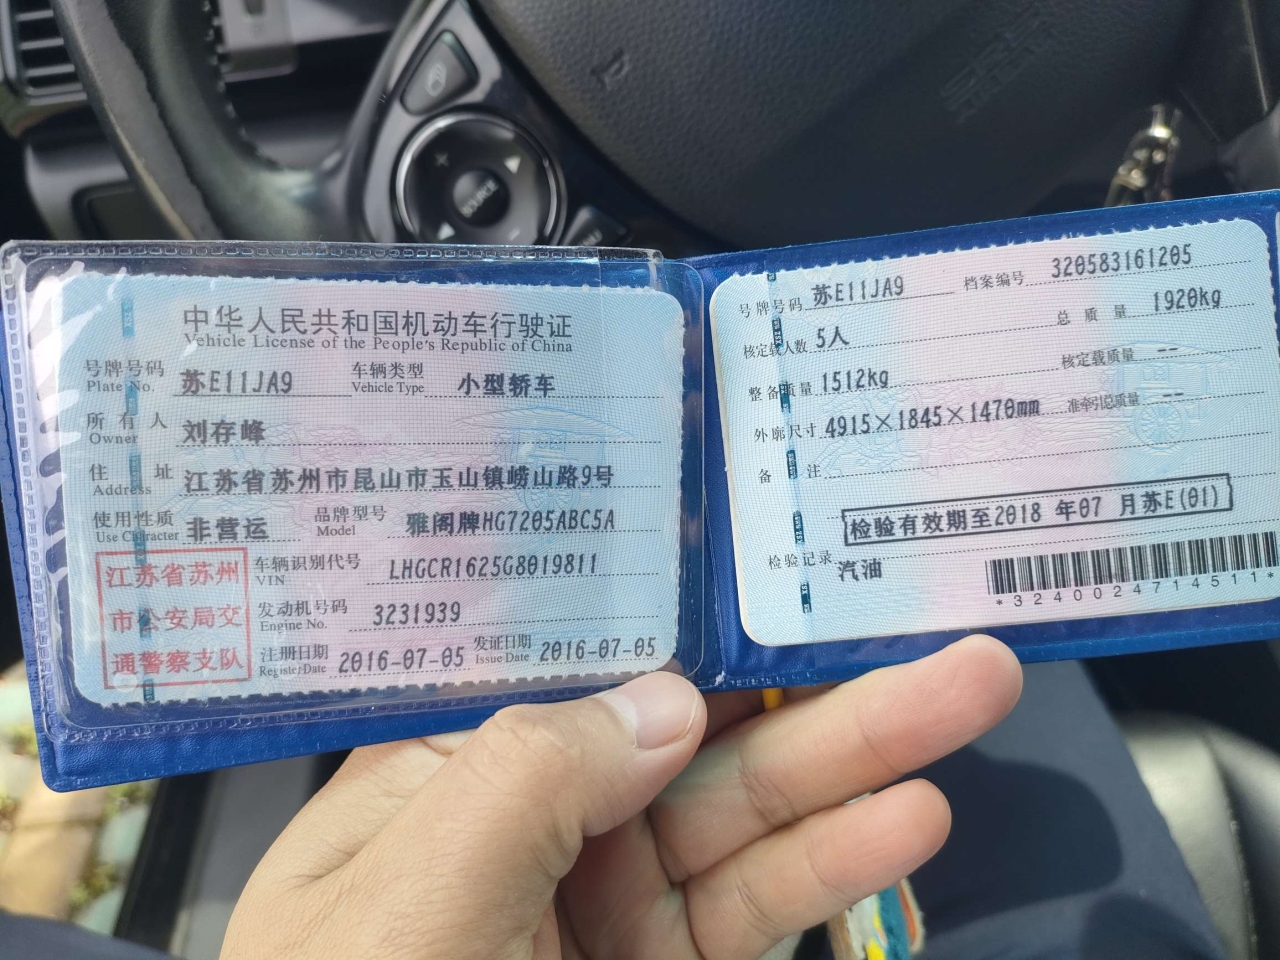 SOURCE
中华人民共和国机动车行驶证
Vehicle License of the People's Republic of China
号牌号码 苏E11JA9 车辆类型 小型轿车
Plate No. Vehicle Type
所有人 刘存峰
Owner
住址 江苏省苏州市昆山市玉山镇崂山路9号
Address
使用性质 非营运 品牌型号 雅阁牌HG7205ABC5A
Use Character Model
江苏省苏州
市公安局交
通警察支队
车辆识别代号 LHGCR1625G8019811
VIN
发动机号码 3231939
Engine No.
注册日期 2016-07-05 发证日期 2016-07-05
Register Date Issue Date
号牌号码 苏E11JA9 档案编号 320583161205
核定载人数 5人 总质量 1920kg
整备质量 1512kg 核定载质量 --
外廓尺寸 4915×1845×1470mm 准牵引总质量 --
备注
检验有效期至2018 年07 月苏E(01)
检验记录 汽油
*3240024714511*